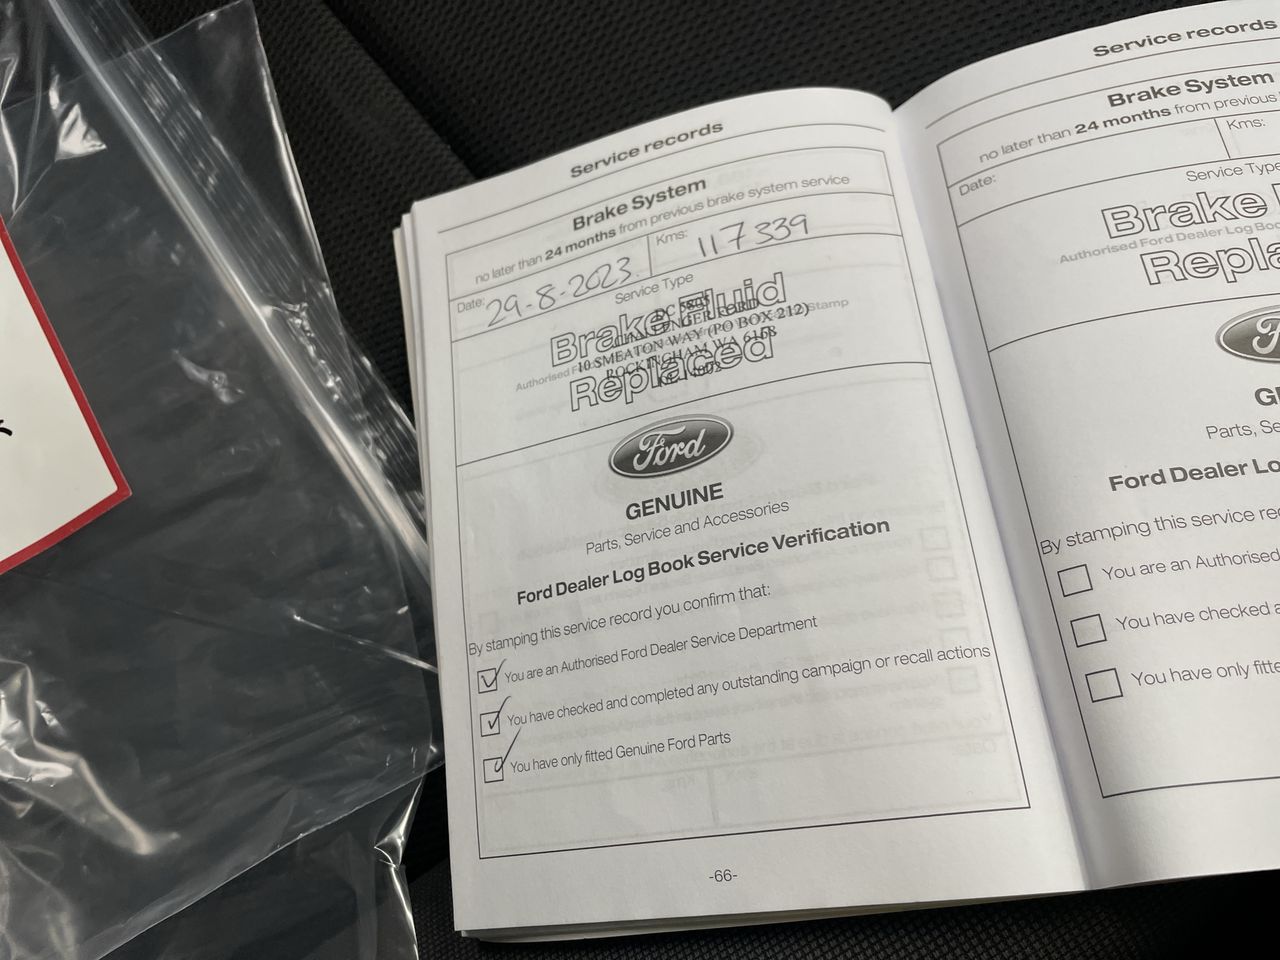 Service records
Brake System
no later than 24 months from previous brake system service
Date: 29-8-2023.
Kms: 117339
Service Type
Brake Fluid
Replaced
DC 5805
CHALLENGER FORD
10 SMEATON WAY (PO BOX 212)
ROCKINGHAM WA 6168
Ford
GENUINE
Parts, Service and Accessories
Ford Dealer Log Book Service Verification
By stamping this service record you confirm that:
You are an Authorised Ford Dealer Service Department
You have checked and completed any outstanding campaign or recall actions
You have only fitted Genuine Ford Parts
-66-
Service records
Brake System
no later than 24 months from previous
Date:
Kms:
Service Type
Brake
Authorised Ford Dealer Log Book
Repla
By stamping this service
Parts, Se
Ford Dealer Lo
You are an Authorised
You have checked
You have only fitte